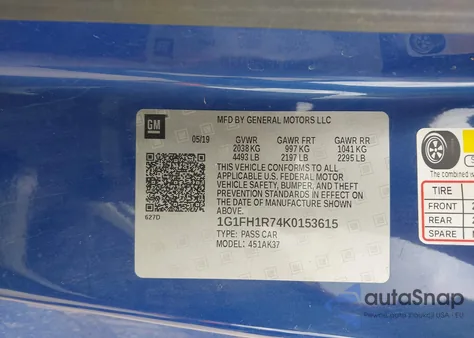 MFD BY GENERAL MOTORS LLC
GM
05/19 GVWR GAWR FRT GAWR RR
2038 KG 997 KG 1041 KG
4493 LB 2197 LB 2295 LB
THIS VEHICLE CONFORMS TO ALL
APPLICABLE U.S. FEDERAL MOTOR
VEHICLE SAFETY, BUMPER, AND THEFT
PREVENTION STANDARDS IN EFFECT ON
THE DATE OF MANUFACTURE SHOWN
ABOVE.
627D
1G1FH1R74K0153615
TYPE: PASS CAR
MODEL: 451AK37
TIRE
FRONT 2
REAR 2
SPARE
autoSnap